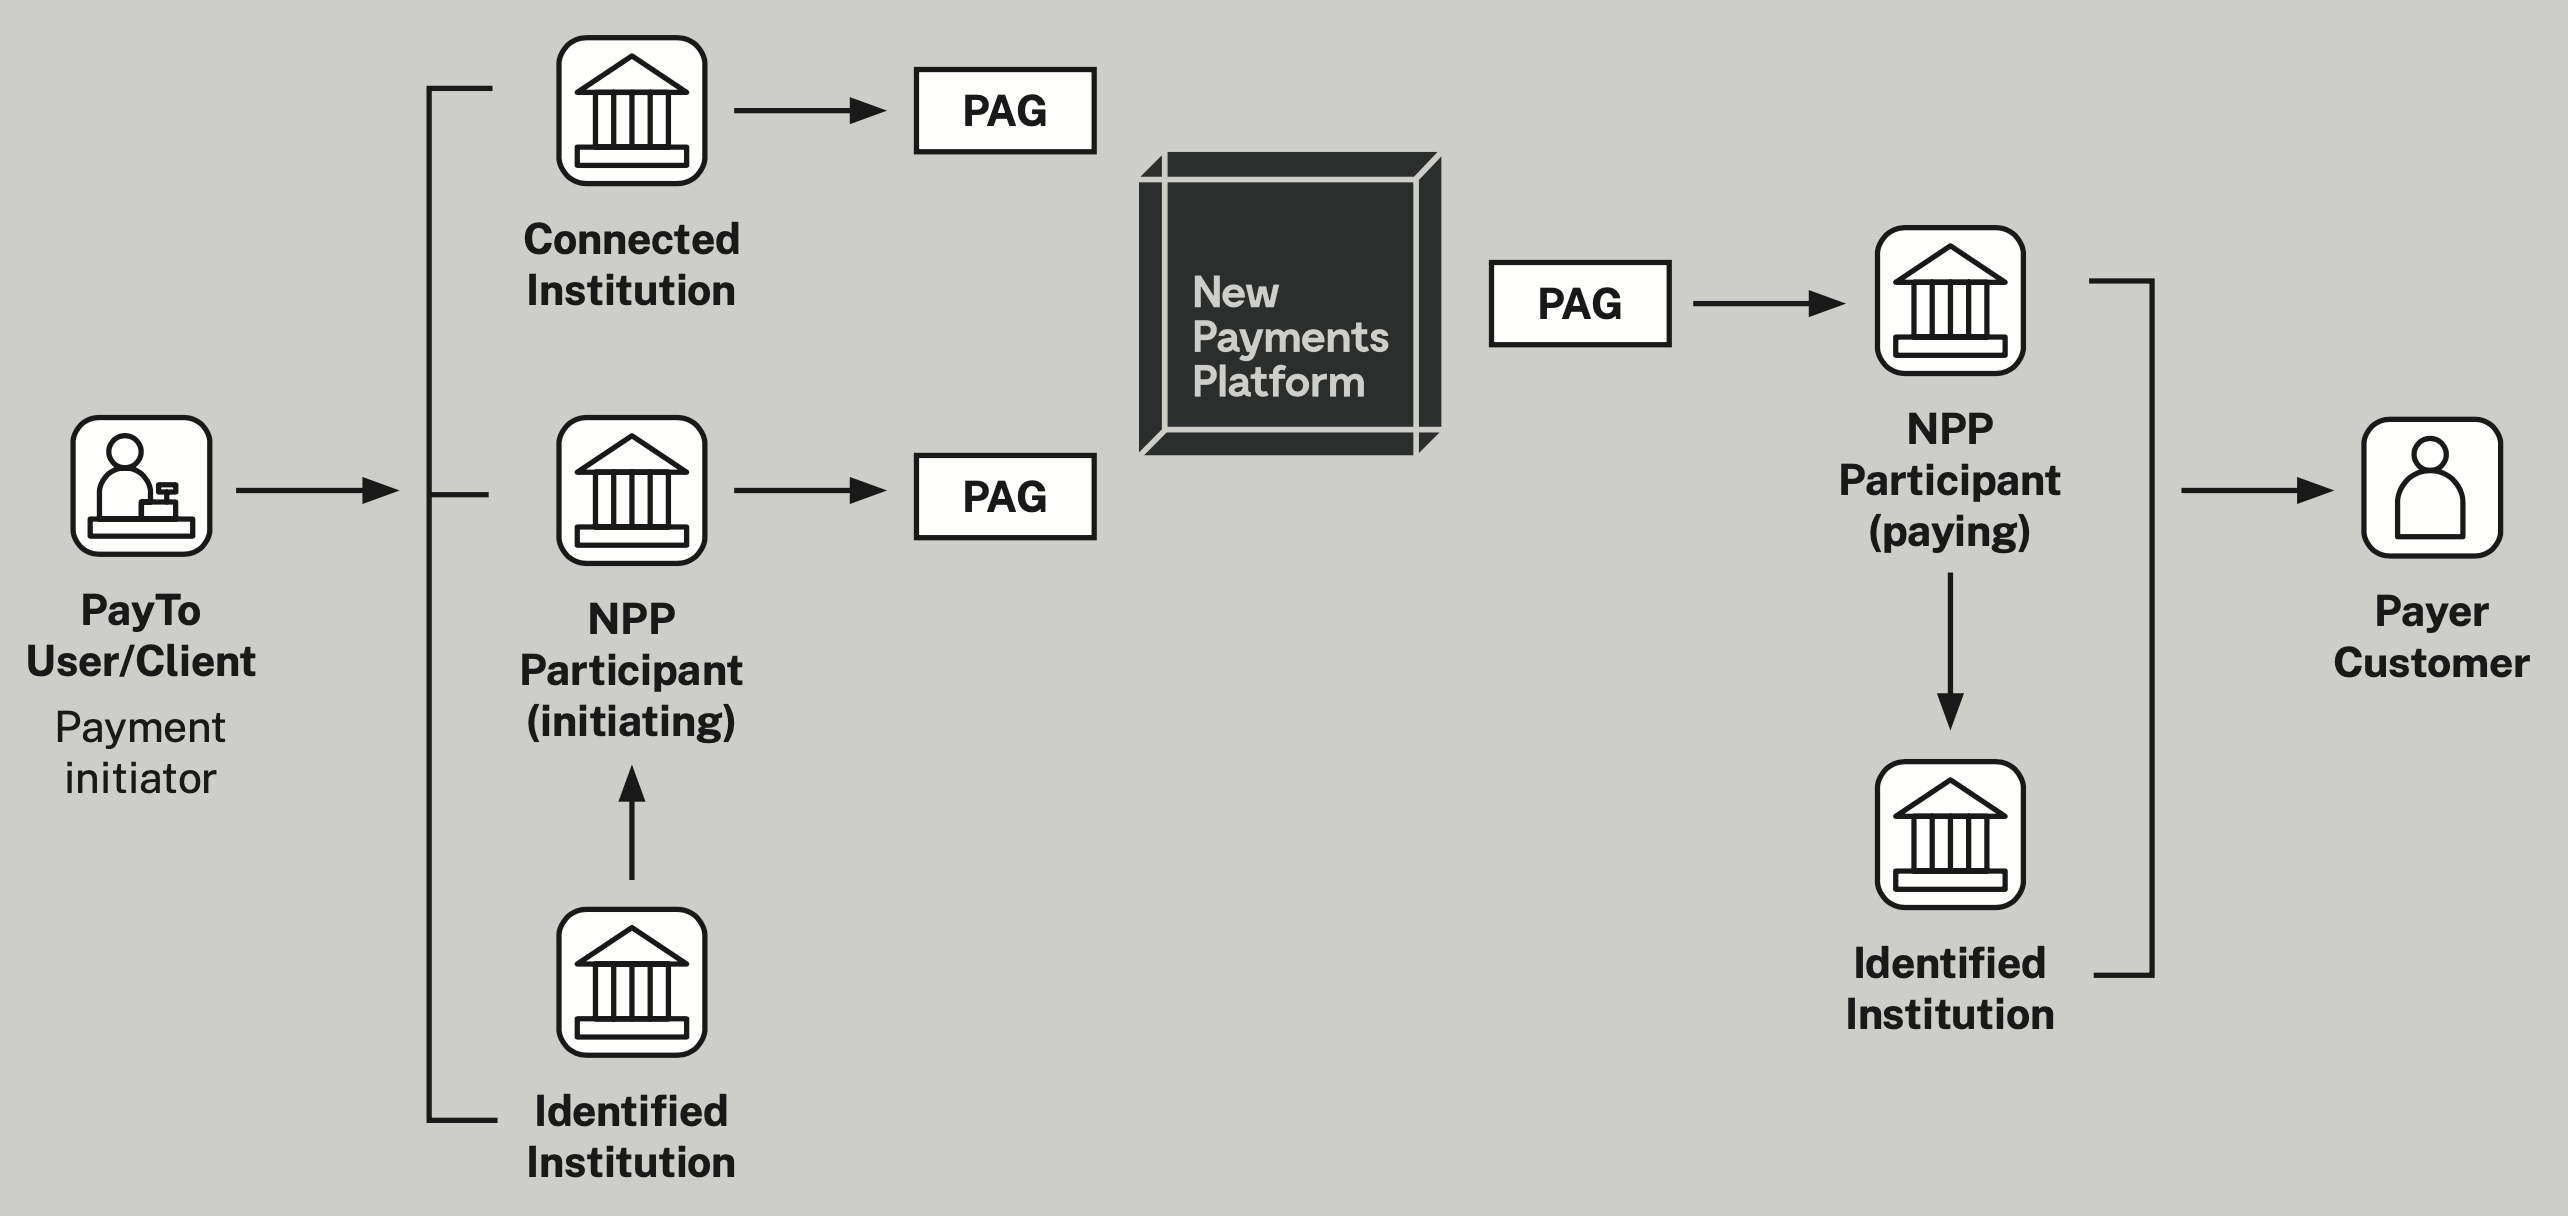 PAG
Connected
Institution
New
Payments
Platform
PAG
PAG
PayTo
User/Client
Payment
initiator
NPP
Participant
(initiating)
Identified
Institution
NPP
Participant
(paying)
Identified
Institution
Payer
Customer